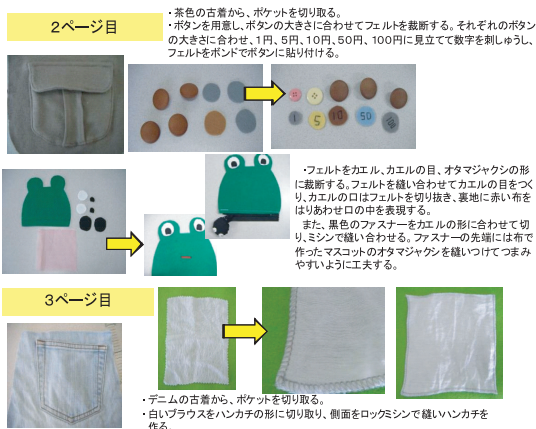 2ページ目
・茶色の古着から、ポケットを切り取る。
・ボタンを用意し、ボタンの大きさに合わせてフェルトを裁断する。それぞれのボタン
の大きさに合わせ、1円、5円、10円、50円、100円に見立てて数字を刺しゅうし、
フェルトをボンドでボタンに貼り付ける。
1
5
10
50
・フェルトをカエル、カエルの目、オタマジャクシの形
に裁断する。フェルトを縫い合わせてカエルの目をつく
り、カエルの口はフェルトを切り抜き、裏地に赤い布を
はりあわせ口の中を表現する。
また、黒色のファスナーをカエルの形に合わせて切
り、ミシンで縫い合わせる。ファスナーの先端には布で
作ったマスコットのオタマジャクシを縫いつけてつまみ
やすいように工夫する。
3ページ目
・デニムの古着から、ポケットを切り取る。
・白いブラウスをハンカチの形に切り取り、側面をロックミシンで縫いハンカチを
作る。